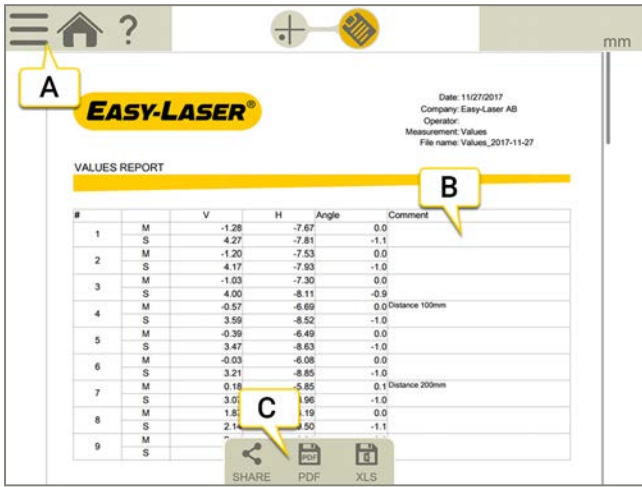 ?
mm
A
EASY-LASER®
Date: 11/27/2017
Company: Easy-Laser AB
Operator:
Measurement: Values
File name: Values_2017-11-27
VALUES REPORT
B
# V H Angle Comment
1 M -1.28 -7.67 0.0
S 4.27 -7.81 -1.1
2 M -1.20 -7.53 0.0
S 4.17 -7.93 -1.0
3 M -1.03 -7.30 0.0
S 4.00 -8.11 -0.9
4 M -0.57 -6.69 0.0 Distance 100mm
S 3.59 -8.52 -1.0
5 M -0.39 -6.49 0.0
S 3.47 -8.63 -1.0
6 M -0.03 -6.08 0.0
S 3.21 -8.85 -1.0
7 M 0.18 -5.85 0.1 Distance 200mm
S -1.0
8 M 0.0
S -1.1
9 M
S
C
SHARE PDF XLS